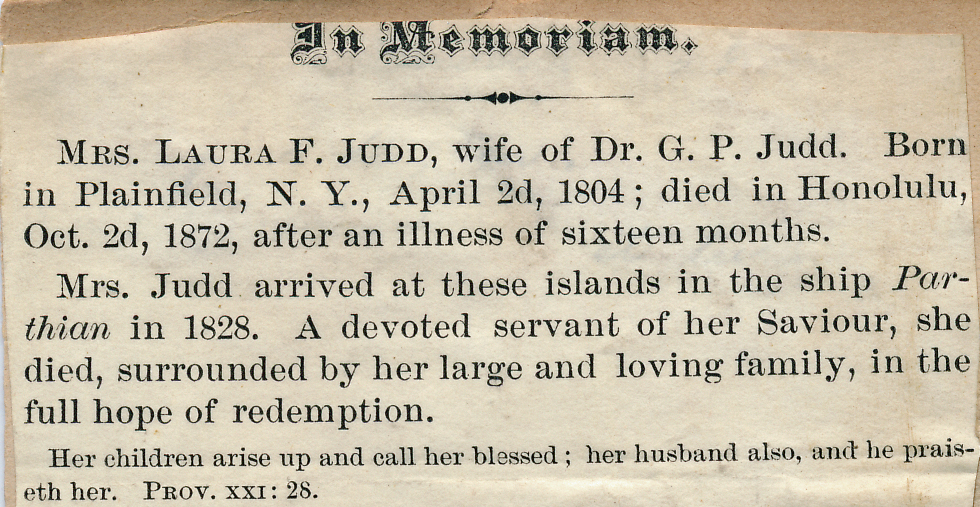 In Memoriam.
MRS. LAURA F. JUDD, wife of Dr. G. P. Judd. Born
in Plainfield, N. Y., April 2d, 1804; died in Honolulu,
Oct. 2d, 1872, after an illness of sixteen months.
Mrs. Judd arrived at these islands in the ship Par-
thian in 1828. A devoted servant of her Saviour, she
died, surrounded by her large and loving family, in the
full hope of redemption.
Her children arise up and call her blessed; her husband also, and he prais-
eth her. PROV. XXI: 28.